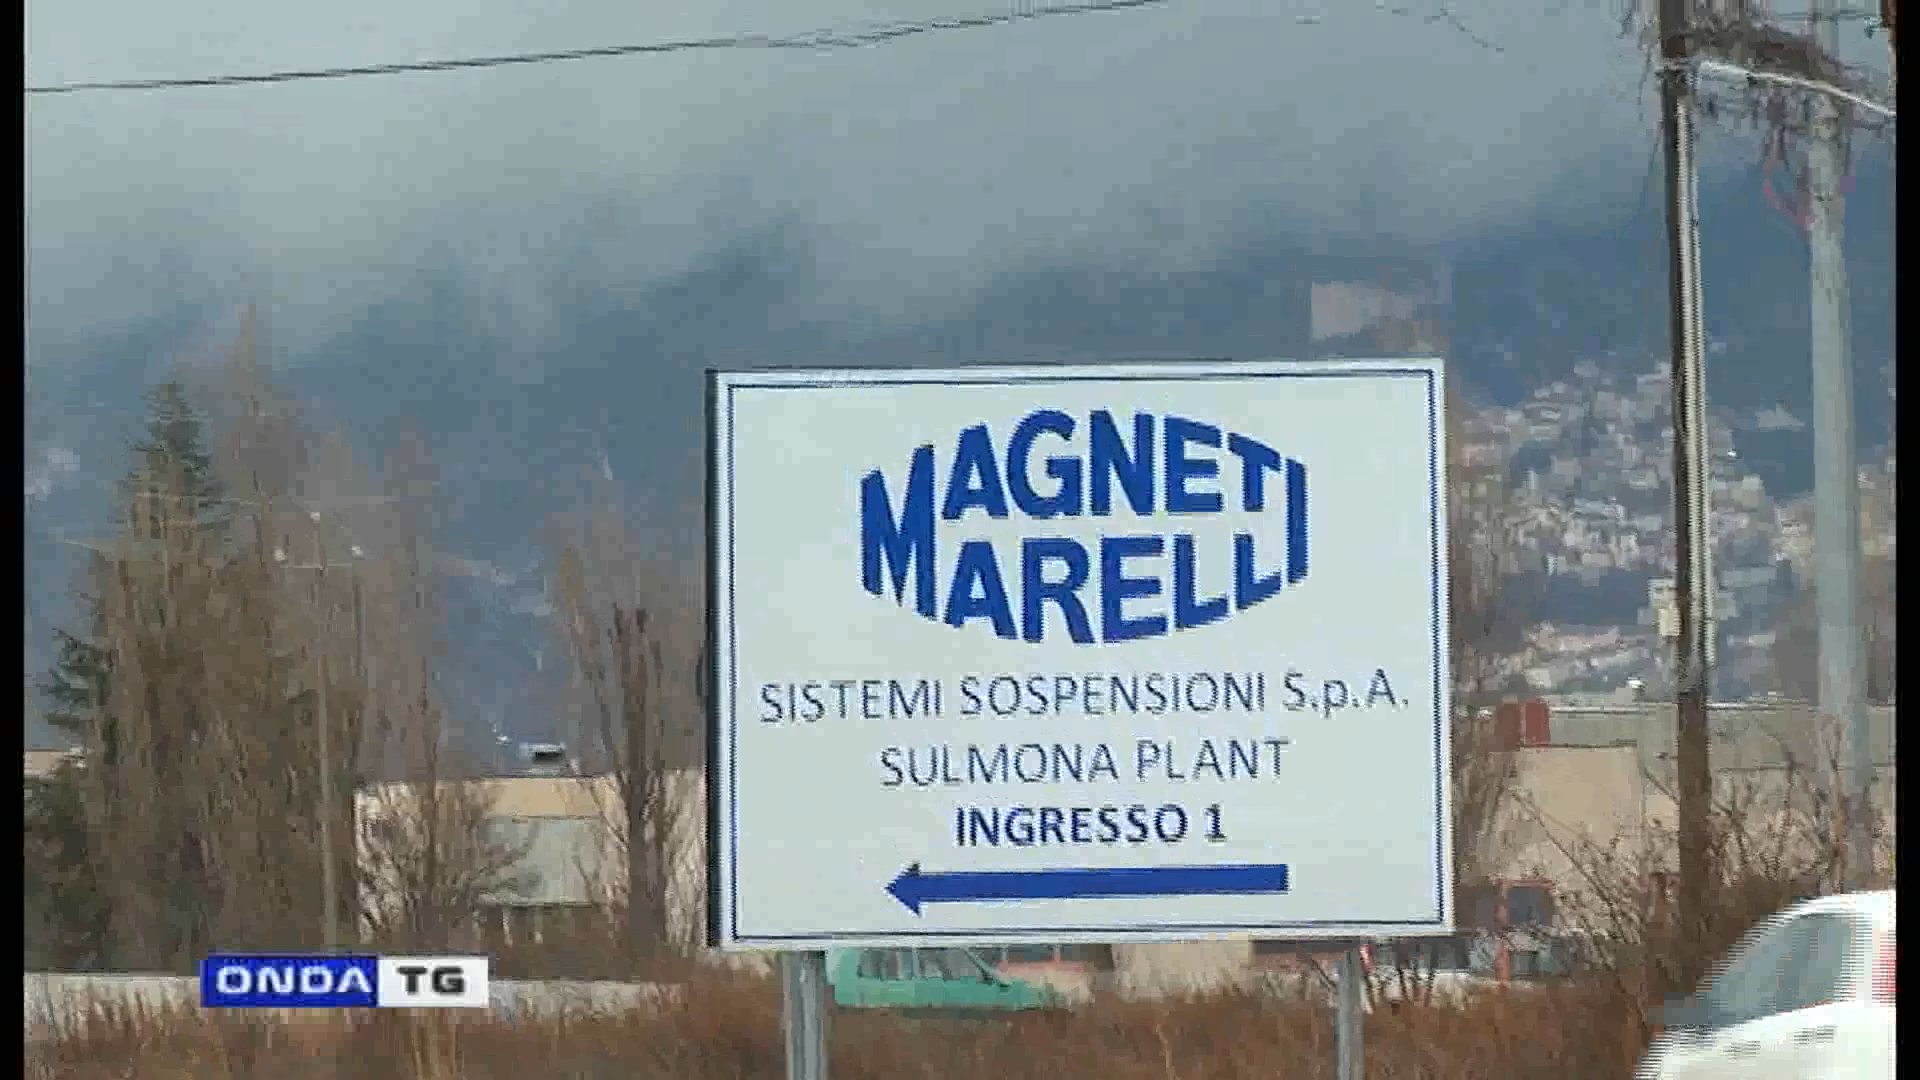 MAGNETI
MARELLI
SISTEMI SOSPENSIONI S.p.A.
SULMONA PLANT
INGRESSO 1
ONDA TG